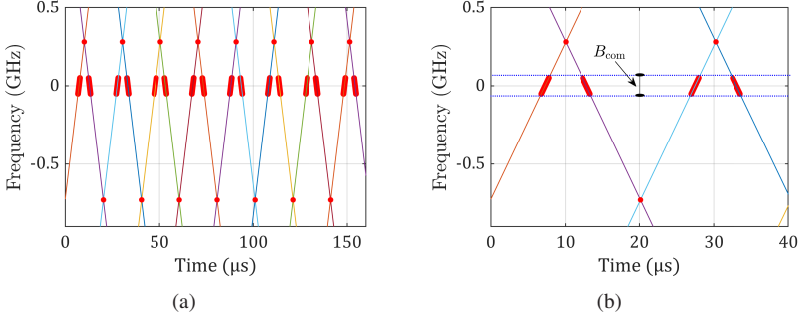 0.5
0
-0.5
Frequency (GHz)
0 50 100 150
Time (μs)
(a)
0.5
0
-0.5
Frequency (GHz)
B_com
0 10 20 30 40
Time (μs)
(b)